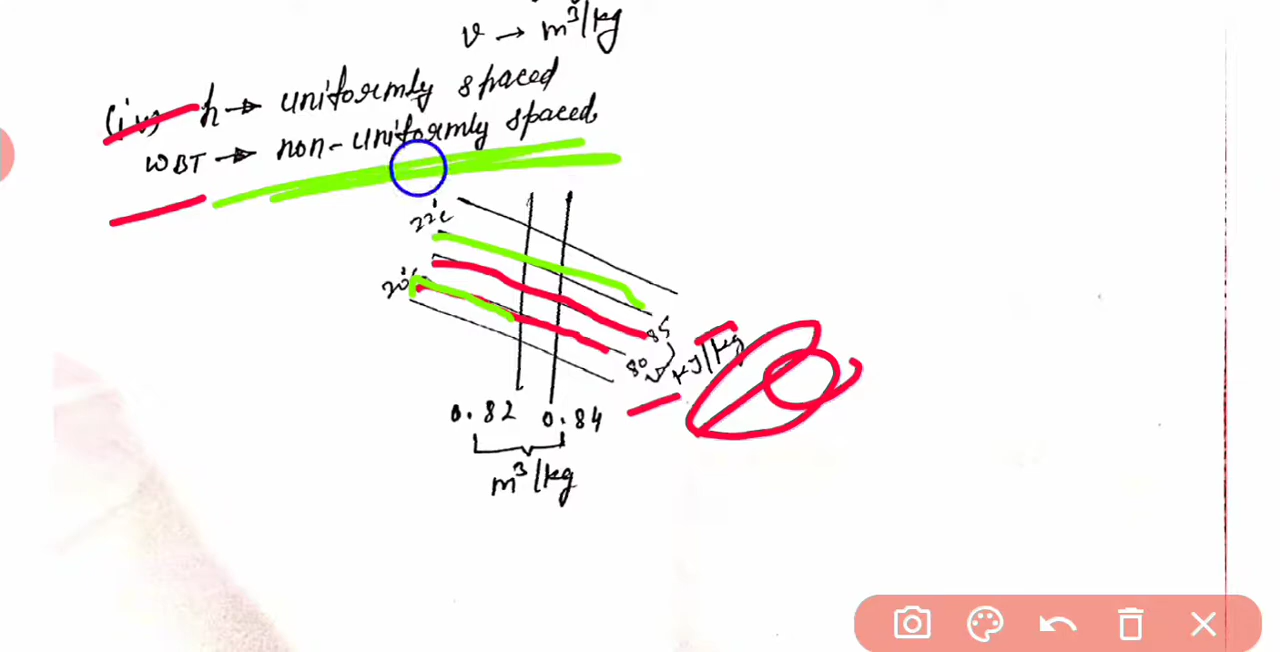 v → m³/kg
(iv) h → uniformly spaced
WBT → non-uniformly spaced
22°c
20°c
85
80
kJ/kg
0.82 0.84
m³/kg